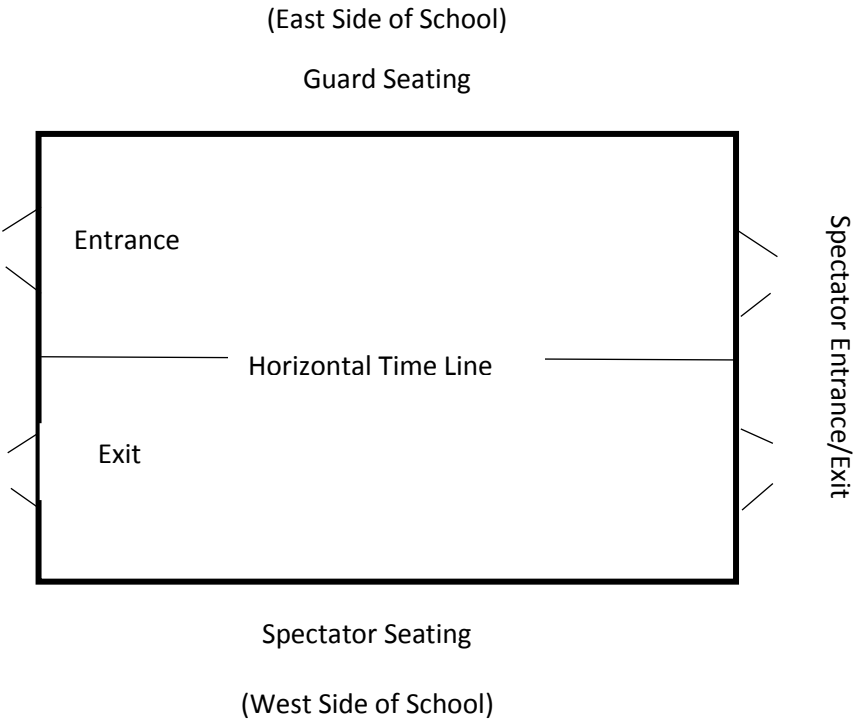 (East Side of School)
Guard Seating
Entrance
Spectator Entrance/Exit
Horizontal Time Line
Exit
Spectator Seating
(West Side of School)